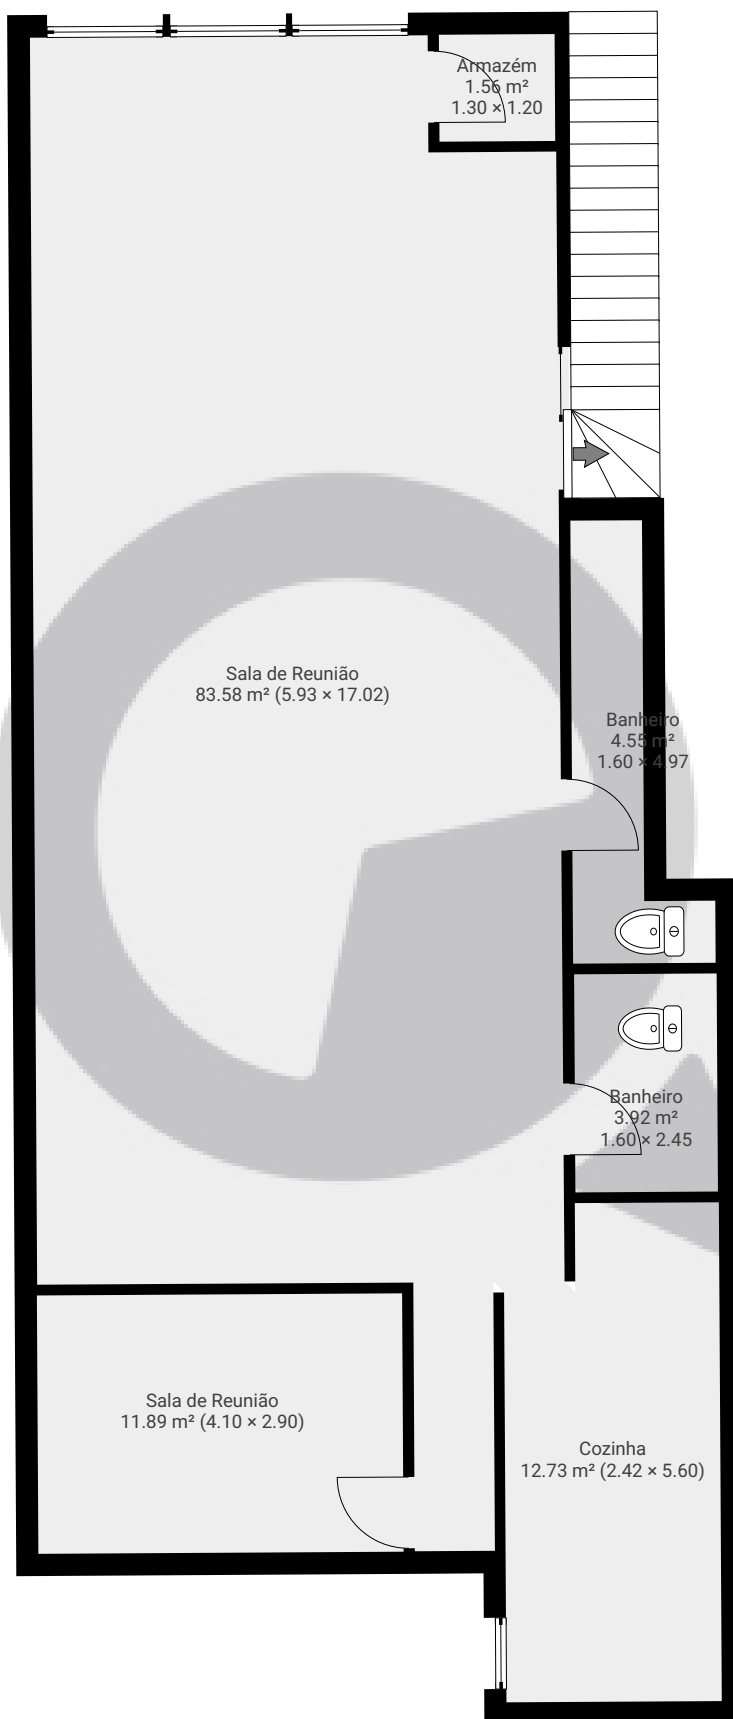 Armazém
1.56 m²
1.30 × 1.20
Sala de Reunião
83.58 m² (5.93 × 17.02)
Banheiro
4.55 m²
1.60 × 4.97
Banheiro
3.92 m²
1.60 × 2.45
Sala de Reunião
11.89 m² (4.10 × 2.90)
Cozinha
12.73 m² (2.42 × 5.60)